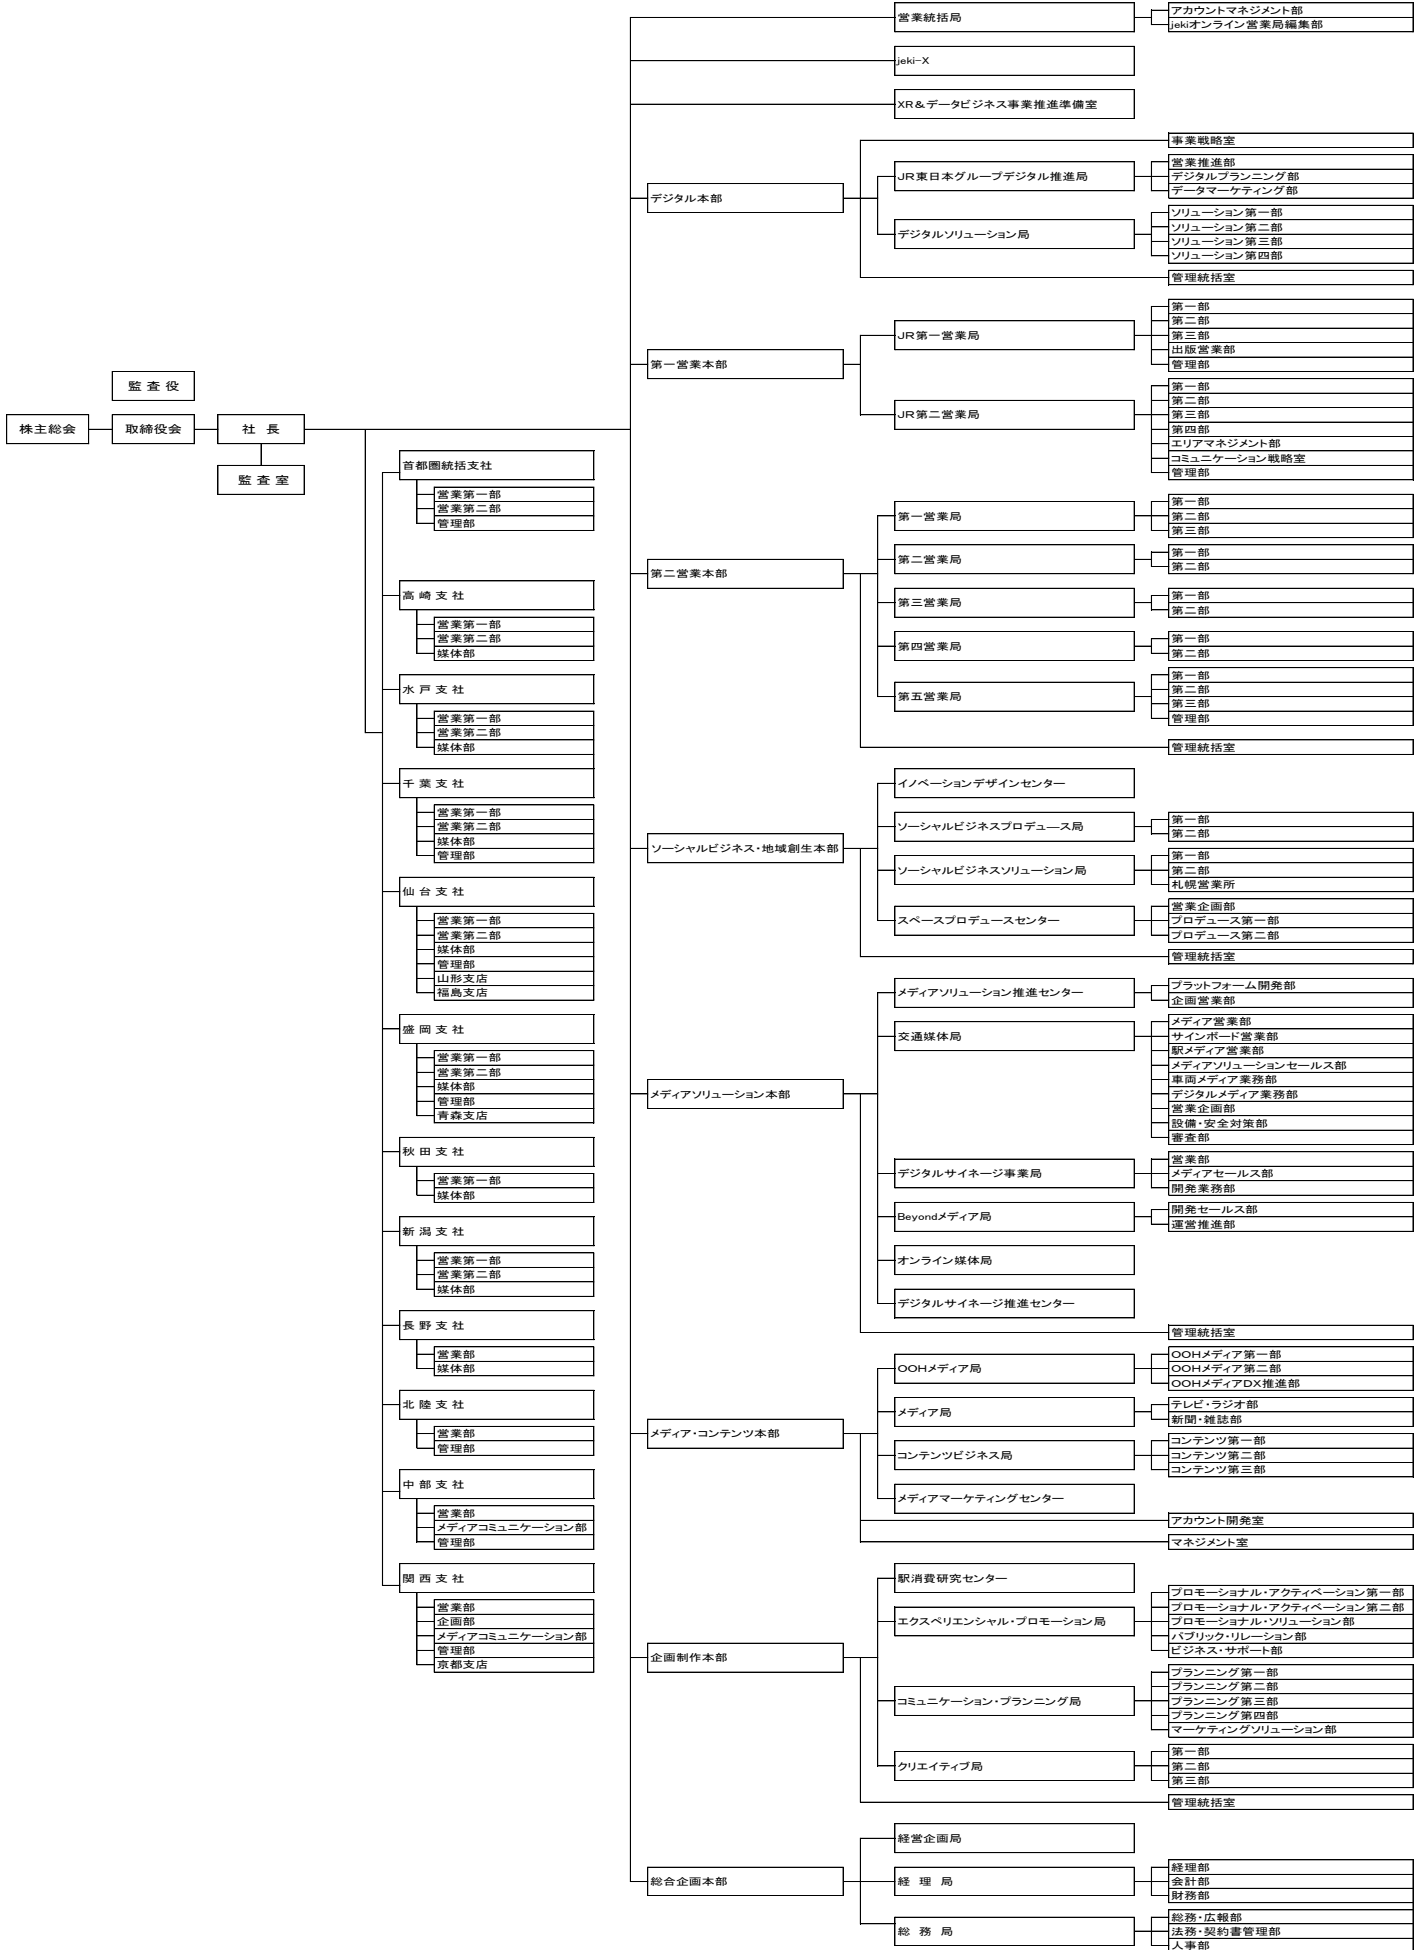 監査役
株主総会
取締役会
社長
監査室
首都圏統括支社
営業第一部
営業第二部
管理部
高崎支社
営業第一部
営業第二部
媒体部
水戸支社
営業第一部
営業第二部
媒体部
千葉支社
営業第一部
営業第二部
媒体部
管理部
仙台支社
営業第一部
営業第二部
媒体部
管理部
山形支店
福島支店
盛岡支社
営業第一部
営業第二部
媒体部
管理部
青森支店
秋田支社
営業第一部
媒体部
新潟支社
営業第一部
営業第二部
媒体部
長野支社
営業部
媒体部
北陸支社
営業部
管理部
中部支社
営業部
メディアコミュニケーション部
管理部
関西支社
営業部
企画部
メディアコミュニケーション部
管理部
京都支店
営業統括局
アカウントマネジメント部
jekiオンライン営業局編集部
jeki-X
XR&データビジネス事業推進準備室
デジタル本部
事業戦略室
JR東日本グループデジタル推進局
営業推進部
デジタルプランニング部
データマーケティング部
デジタルソリューション局
ソリューション第一部
ソリューション第二部
ソリューション第三部
ソリューション第四部
管理統括室
第一営業本部
JR第一営業局
第一部
第二部
第三部
出版営業部
管理部
JR第二営業局
第一部
第二部
第三部
第四部
エリアマネジメント部
コミュニケーション戦略室
管理部
第二営業本部
第一営業局
第一部
第二部
第三部
第二営業局
第一部
第二部
第三営業局
第一部
第二部
第四営業局
第一部
第二部
第五営業局
第一部
第二部
第三部
管理部
管理統括室
ソーシャルビジネス・地域創生本部
イノベーションデザインセンター
ソーシャルビジネスプロデュース局
第一部
第二部
ソーシャルビジネスソリューション局
第一部
第二部
札幌営業所
スペースプロデュースセンター
営業企画部
プロデュース第一部
プロデュース第二部
管理統括室
メディアソリューション本部
メディアソリューション推進センター
プラットフォーム開発部
企画営業部
交通媒体局
メディア営業部
サインボード営業部
駅メディア営業部
メディアソリューションセールス部
車両メディア業務部
デジタルメディア業務部
営業企画部
設備・安全対策部
審査部
デジタルサイネージ事業局
営業部
メディアセールス部
開発業務部
Beyondメディア局
開発セールス部
運営推進部
オンライン媒体局
デジタルサイネージ推進センター
管理統括室
メディア・コンテンツ本部
OOHメディア局
OOHメディア第一部
OOHメディア第二部
OOHメディアDX推進部
メディア局
テレビ・ラジオ部
新聞・雑誌部
コンテンツビジネス局
コンテンツ第一部
コンテンツ第二部
コンテンツ第三部
メディアマーケティングセンター
アカウント開発室
マネジメント室
企画制作本部
駅消費研究センター
エクスペリエンシャル・プロモーション局
プロモーショナル・アクティベーション第一部
プロモーショナル・アクティベーション第二部
プロモーショナル・ソリューション部
パブリック・リレーション部
ビジネス・サポート部
コミュニケーション・プランニング局
プランニング第一部
プランニング第二部
プランニング第三部
プランニング第四部
マーケティングソリューション部
クリエイティブ局
第一部
第二部
第三部
管理統括室
総合企画本部
経営企画局
経理局
経理部
会計部
財務部
総務局
総務・広報部
法務・契約書管理部
人事部